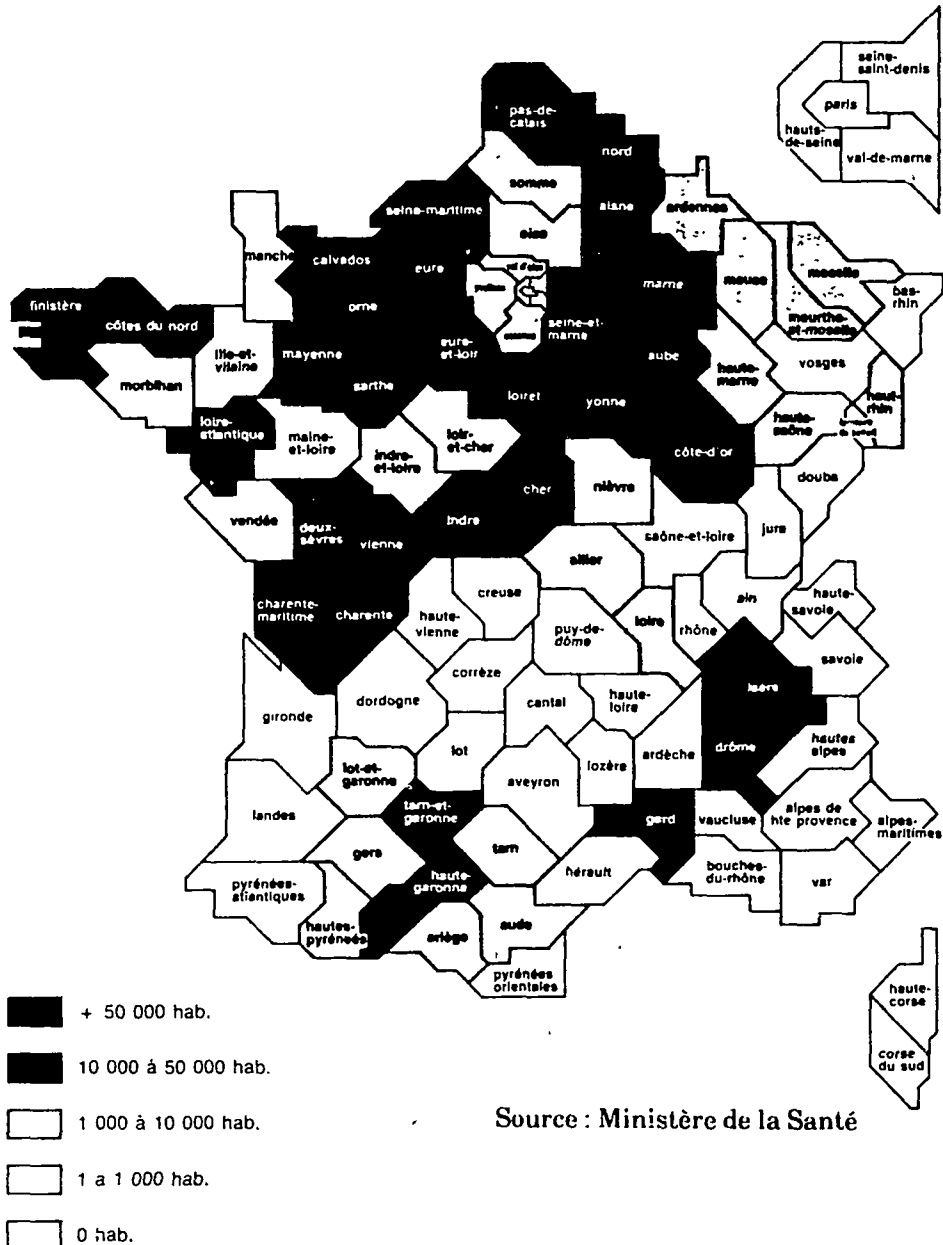 seine-
saint-denis
paris
hauts-
de-seine
val-de-marne
pas-de-
calais
nord
somme
aisne
ardennes
seine-maritime
oise
manche
calvados
eure
val d'oise
marne
meuse
moselle
bas-
rhin
meurthe-
et-moselle
finistère
côtes du nord
orne
seine-et-
marne
ille-et-
vilaine
mayenne
eure-
et-loir
aube
haute-
marne
vosges
morbihan
sarthe
loiret
yonne
haut-
rhin
loire-
atlantique
maine-
et-loire
indre-
et-loire
loir-
et-cher
haute-
saône
côte-d'or
doubs
cher
nièvre
vendée
deux-
sèvres
vienne
indre
saône-et-loire
jura
allier
charente-
maritime
charente
haute-
vienne
creuse
puy-de-
dôme
loire
rhône
ain
haute-
savoie
savoie
corrèze
isère
gironde
dordogne
cantal
haute-
loire
lot
ardèche
drôme
hautes
alpes
lot-et-
garonne
aveyron
lozère
landes
tarn-et-
garonne
gard
vaucluse
alpes de
hte provence
alpes-
maritimes
gers
tarn
haute-
garonne
hérault
bouches-
du-rhône
var
pyrénées-
atlantiques
hautes-
pyrénées
ariège
aude
pyrénées
orientales
haute-
corse
corse
du sud
+ 50 000 hab.
10 000 à 50 000 hab.
1 000 à 10 000 hab.
1 a 1 000 hab.
0 hab.
Source : Ministère de la Santé